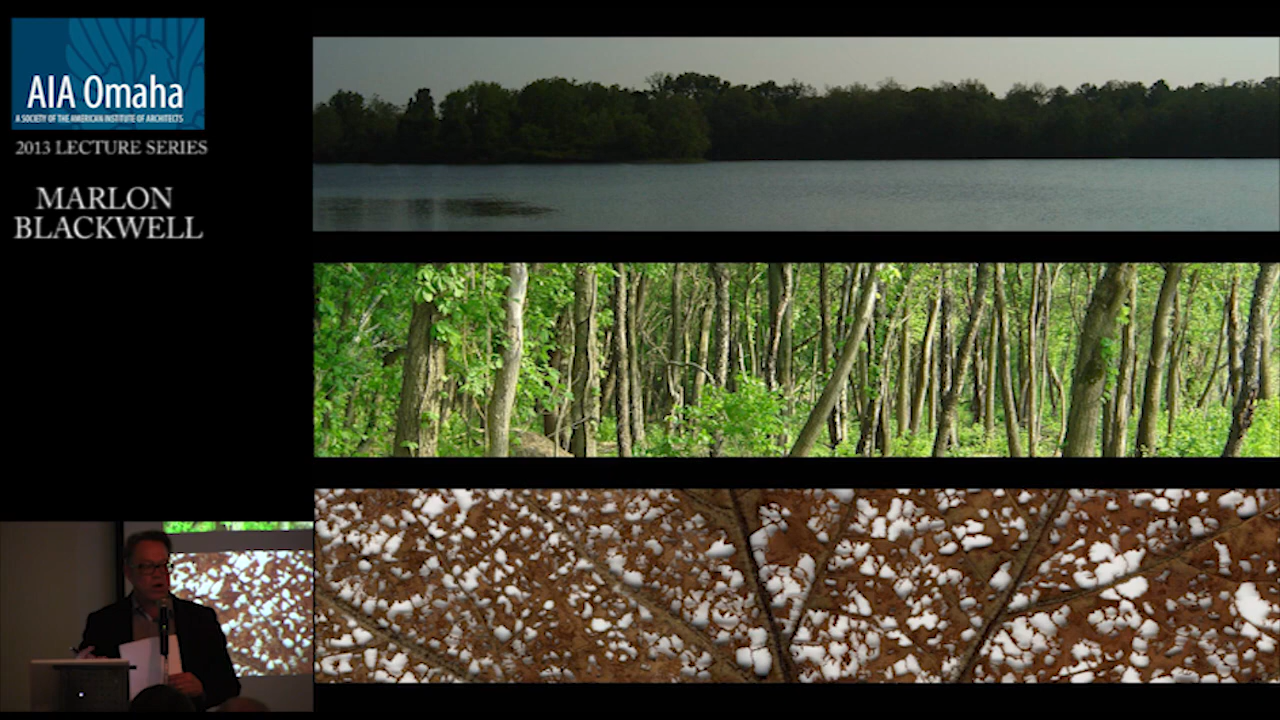 AIA Omaha
A SOCIETY OF THE AMERICAN INSTITUTE OF ARCHITECTS
2013 LECTURE SERIES
MARLON
BLACKWELL